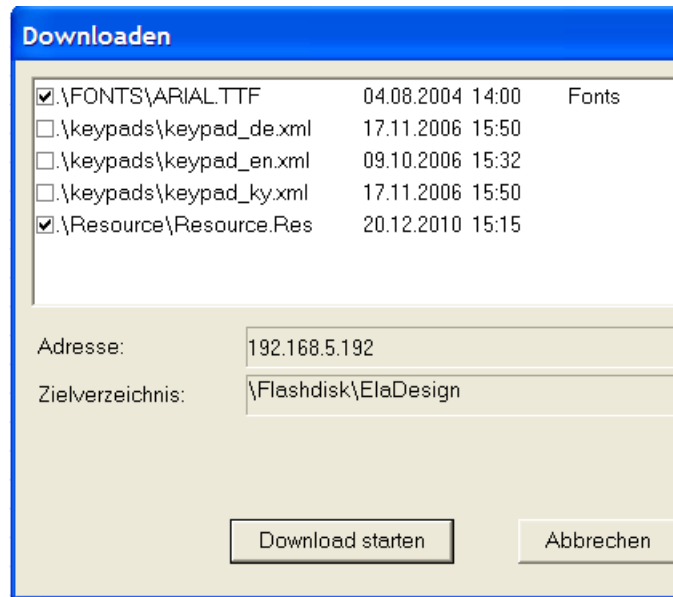 Downloaden
.\FONTS\ARIAL.TTF 04.08.2004 14:00 Fonts
.\keypads\keypad_de.xml 17.11.2006 15:50
.\keypads\keypad_en.xml 09.10.2006 15:32
.\keypads\keypad_ky.xml 17.11.2006 15:50
.\Resource\Resource.Res 20.12.2010 15:15
Adresse: 192.168.5.192
Zielverzeichnis: \Flashdisk\ElaDesign
Download starten Abbrechen